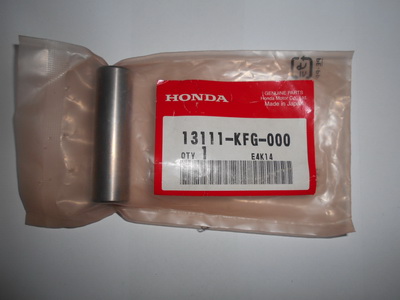 HONDA
GENUINE PARTS
Honda Motor Co., Ltd.
Made in Japan
13111-KFG-000
QTY 1 E4K14